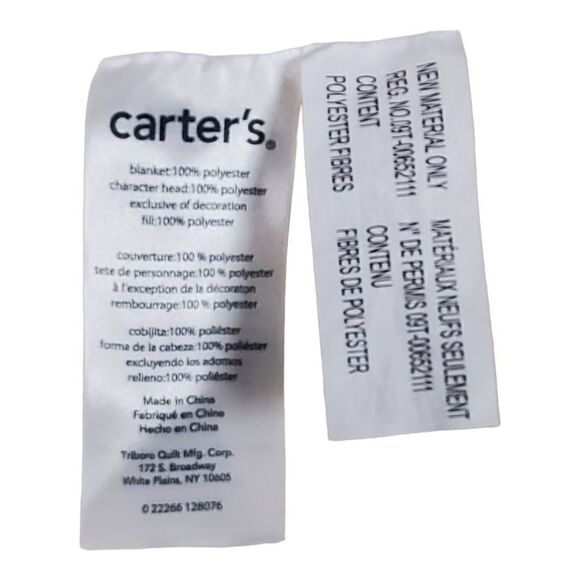 carter's®
blanket:100% polyester
character head:100% polyester
exclusive of decoration
fill:100% polyester
couverture:100 % polyester
tete de personnage:100 % polyester
à l'exception de la décoraton
rembourrage:100 % polyester
cobijita:100% poliéster
forma de la cabeza:100% poliéster
excluyendo los adornos
relleno:100% poliéster
Made in China
Fabriqué en Chine
Hecho en China
Triboro Quilt Mfg. Corp.
172 S. Broadway
White Plains, NY 10605
0 22266 128076
NEW MATERIAL ONLY
REG. NO.09T-00652111
CONTENT
POLYESTER FIBRES
MATÉRIAUX NEUFS SEULEMENT
N° DE PERMIS 09T-00652111
CONTENU
FIBRES DE POLYESTER